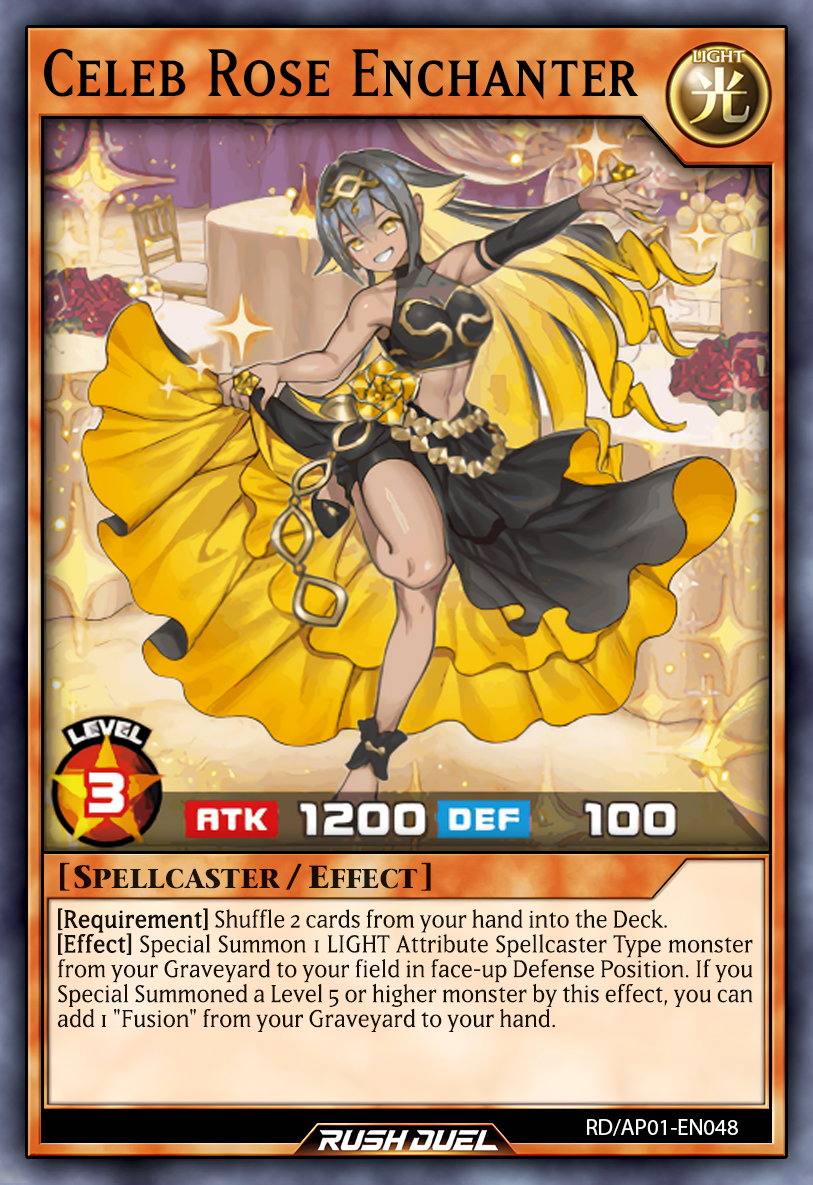 Celeb Rose Enchanter
LIGHT
光
LEVEL
3
ATK 1200 DEF 100
[Spellcaster / Effect]
[Requirement] Shuffle 2 cards from your hand into the Deck.
[Effect] Special Summon 1 LIGHT Attribute Spellcaster Type monster
from your Graveyard to your field in face-up Defense Position. If you
Special Summoned a Level 5 or higher monster by this effect, you can
add 1 "Fusion" from your Graveyard to your hand.
RUSH DUEL
RD/AP01-EN048